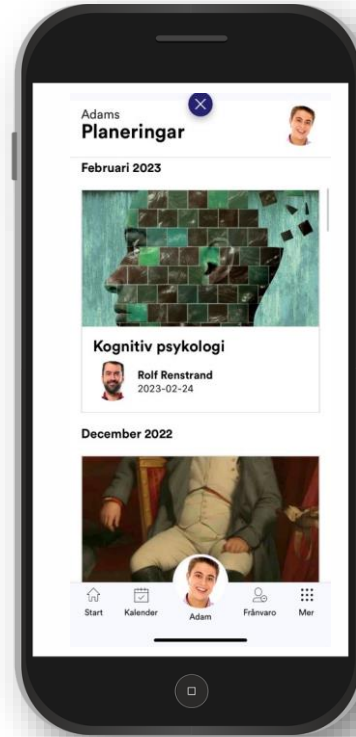 Adams
Planeringar
Februari 2023
Kognitiv psykologi
Rolf Renstrand
2023-02-24
December 2022
Start
Kalender
Adam
Frånvaro
Mer